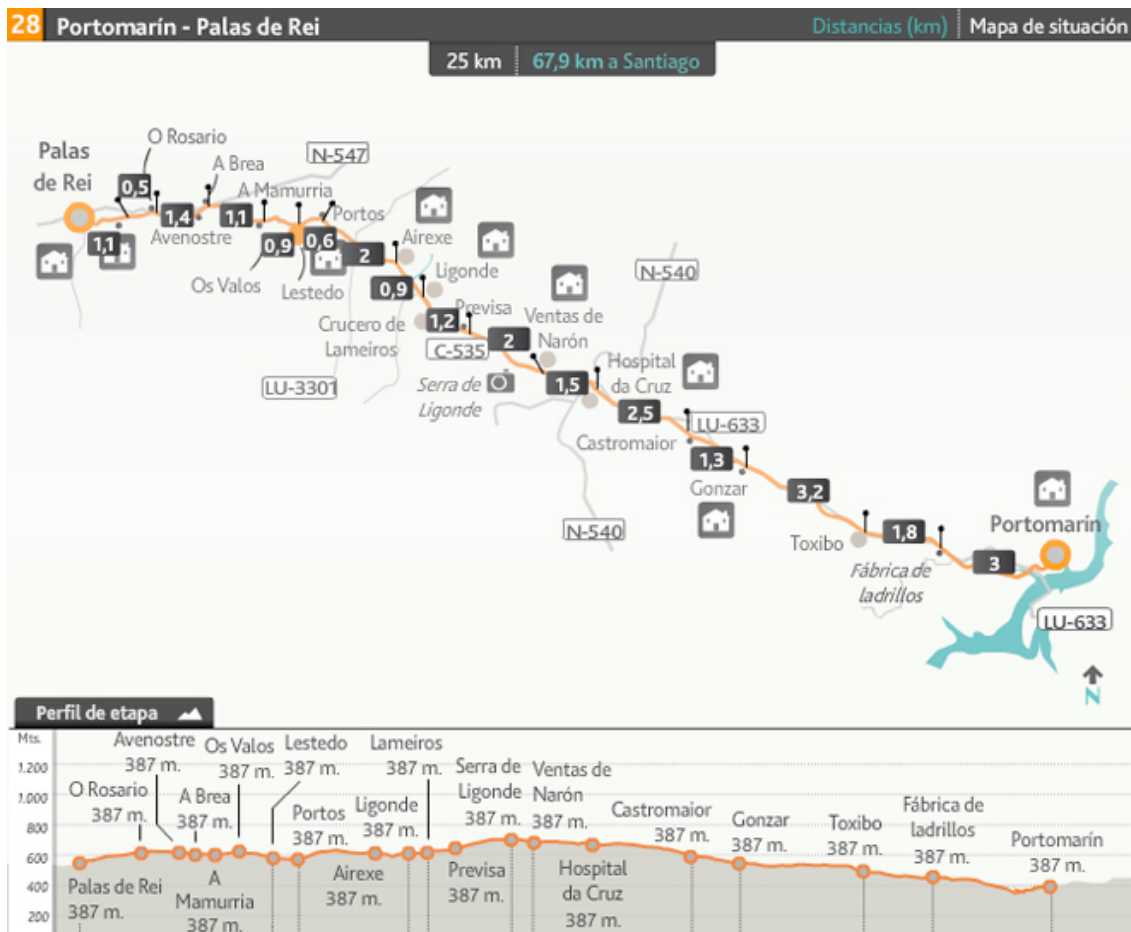 28 Portomarín - Palas de Rei
Distancias (km) Mapa de situación
25 km 67,9 km a Santiago
O Rosario
Palas
de Rei
A Brea
N-547
0,5
A Mamurria
1,4
1,1
Portos
1,1
Avenostre
0,9
0,6
2
Airexe
Os Valos
Lestedo
0,9
Ligonde
N-540
Crucero de
Lameiros
1,2
Previsa
Ventas de
Narón
C-535
2
LU-3301
Serra de
Ligonde
1,5
Hospital
da Cruz
2,5
LU-633
Castromaior
1,3
Gonzar
3,2
N-540
Toxibo
1,8
Portomarín
Fábrica de
ladrillos
3
LU-633
N
Perfil de etapa
Mts.
1.200
1.000
800
600
400
200
Avenostre
387 m.
Os Valos
387 m.
Lestedo
387 m.
Lameiros
387 m.
Serra de
Ligonde
387 m.
Ventas de
Narón
387 m.
O Rosario
387 m.
A Brea
387 m.
Portos
387 m.
Ligonde
387 m.
Castromaior
387 m.
Gonzar
387 m.
Toxibo
387 m.
Fábrica de
ladrillos
387 m.
Portomarín
387 m.
Palas de Rei
387 m.
A
Mamurria
387 m.
Airexe
387 m.
Previsa
387 m.
Hospital
da Cruz
387 m.